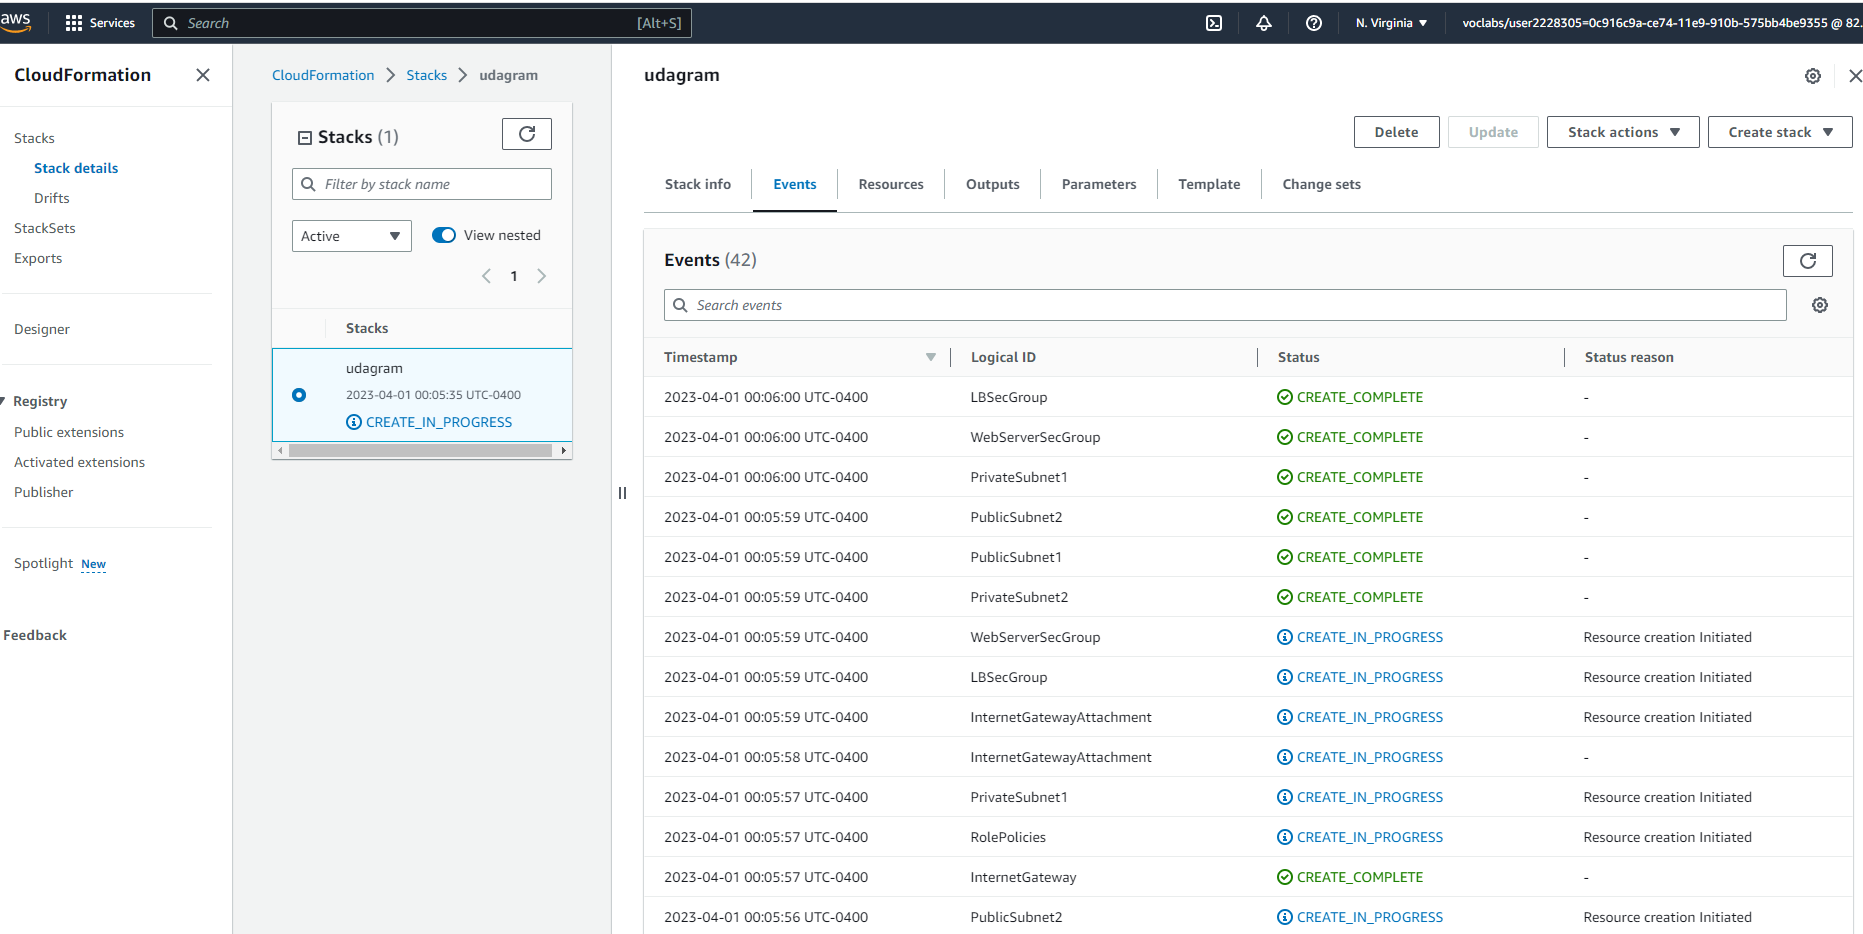 aws
Services
Search [Alt+S]
N. Virginia
voclabs/user2228305=0c916c9a-ce74-11e9-910b-575bb4be9355 @ 82.
CloudFormation
Stacks
Stack details
Drifts
StackSets
Exports
Designer
Registry
Public extensions
Activated extensions
Publisher
Spotlight New
Feedback
CloudFormation Stacks udagram
Stacks (1)
Filter by stack name
Active View nested
1
Stacks
udagram
2023-04-01 00:05:35 UTC-0400
CREATE_IN_PROGRESS
udagram
Delete Update Stack actions Create stack
Stack info Events Resources Outputs Parameters Template Change sets
Events (42)
Search events
Timestamp Logical ID Status Status reason
2023-04-01 00:06:00 UTC-0400 LBSecGroup CREATE_COMPLETE -
2023-04-01 00:06:00 UTC-0400 WebServerSecGroup CREATE_COMPLETE -
2023-04-01 00:06:00 UTC-0400 PrivateSubnet1 CREATE_COMPLETE -
2023-04-01 00:05:59 UTC-0400 PublicSubnet2 CREATE_COMPLETE -
2023-04-01 00:05:59 UTC-0400 PublicSubnet1 CREATE_COMPLETE -
2023-04-01 00:05:59 UTC-0400 PrivateSubnet2 CREATE_COMPLETE -
2023-04-01 00:05:59 UTC-0400 WebServerSecGroup CREATE_IN_PROGRESS Resource creation Initiated
2023-04-01 00:05:59 UTC-0400 LBSecGroup CREATE_IN_PROGRESS Resource creation Initiated
2023-04-01 00:05:59 UTC-0400 InternetGatewayAttachment CREATE_IN_PROGRESS Resource creation Initiated
2023-04-01 00:05:58 UTC-0400 InternetGatewayAttachment CREATE_IN_PROGRESS -
2023-04-01 00:05:57 UTC-0400 PrivateSubnet1 CREATE_IN_PROGRESS Resource creation Initiated
2023-04-01 00:05:57 UTC-0400 RolePolicies CREATE_IN_PROGRESS Resource creation Initiated
2023-04-01 00:05:57 UTC-0400 InternetGateway CREATE_COMPLETE -
2023-04-01 00:05:56 UTC-0400 PublicSubnet2 CREATE_IN_PROGRESS Resource creation Initiated